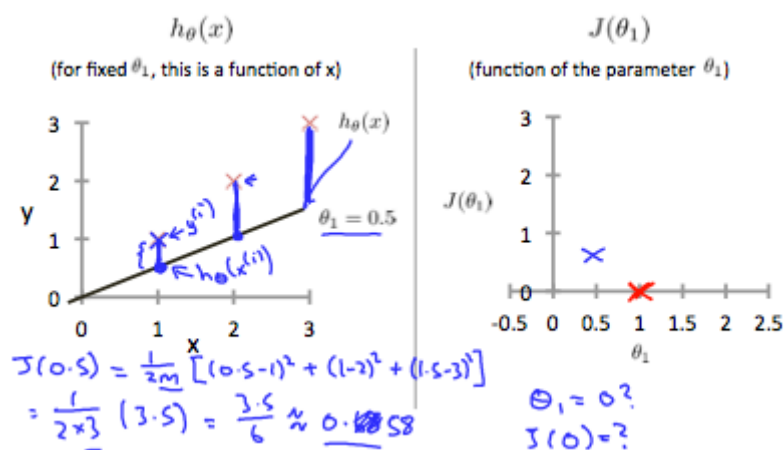 hθ(x)
(for fixed θ₁, this is a function of x)
3
2
1
0
y
0 1 2 3
x
hθ(x)
θ₁ = 0.5
y⁽ⁱ⁾
hθ(x⁽ⁱ⁾)
J(0.5) = 1/2m [(0.5-1)² + (1-2)² + (1.5-3)²]
= 1/2×3 (3.5) = 3.5/6 ≈ 0.58
J(θ₁)
(function of the parameter θ₁)
3
2
1
0
J(θ₁)
-0.5 0 0.5 1 1.5 2 2.5
θ₁
θ₁ = 0?
J(0) = ?